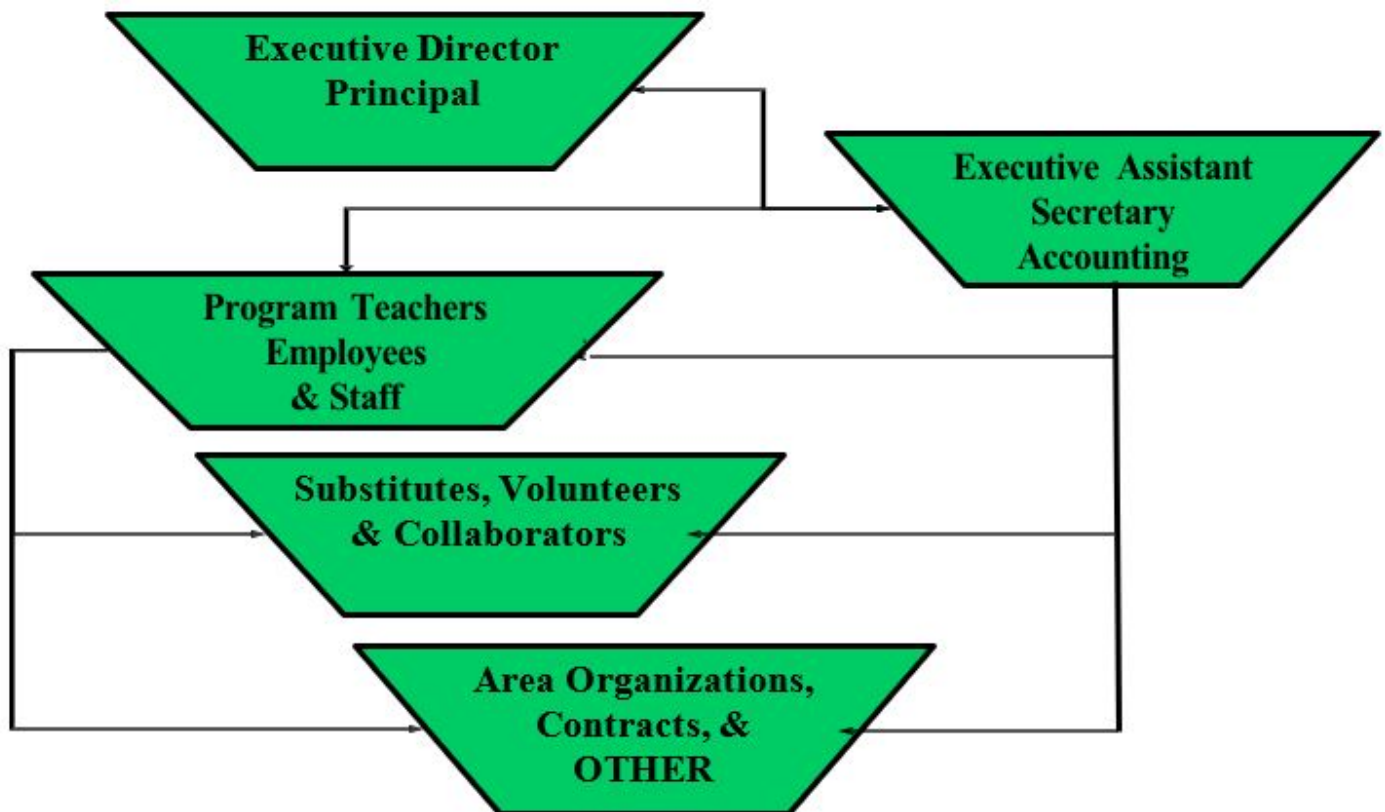 Executive Director
Principal
Executive Assistant
Secretary
Accounting
Program Teachers
Employees
& Staff
Substitutes, Volunteers
& Collaborators
Area Organizations,
Contracts, &
OTHER